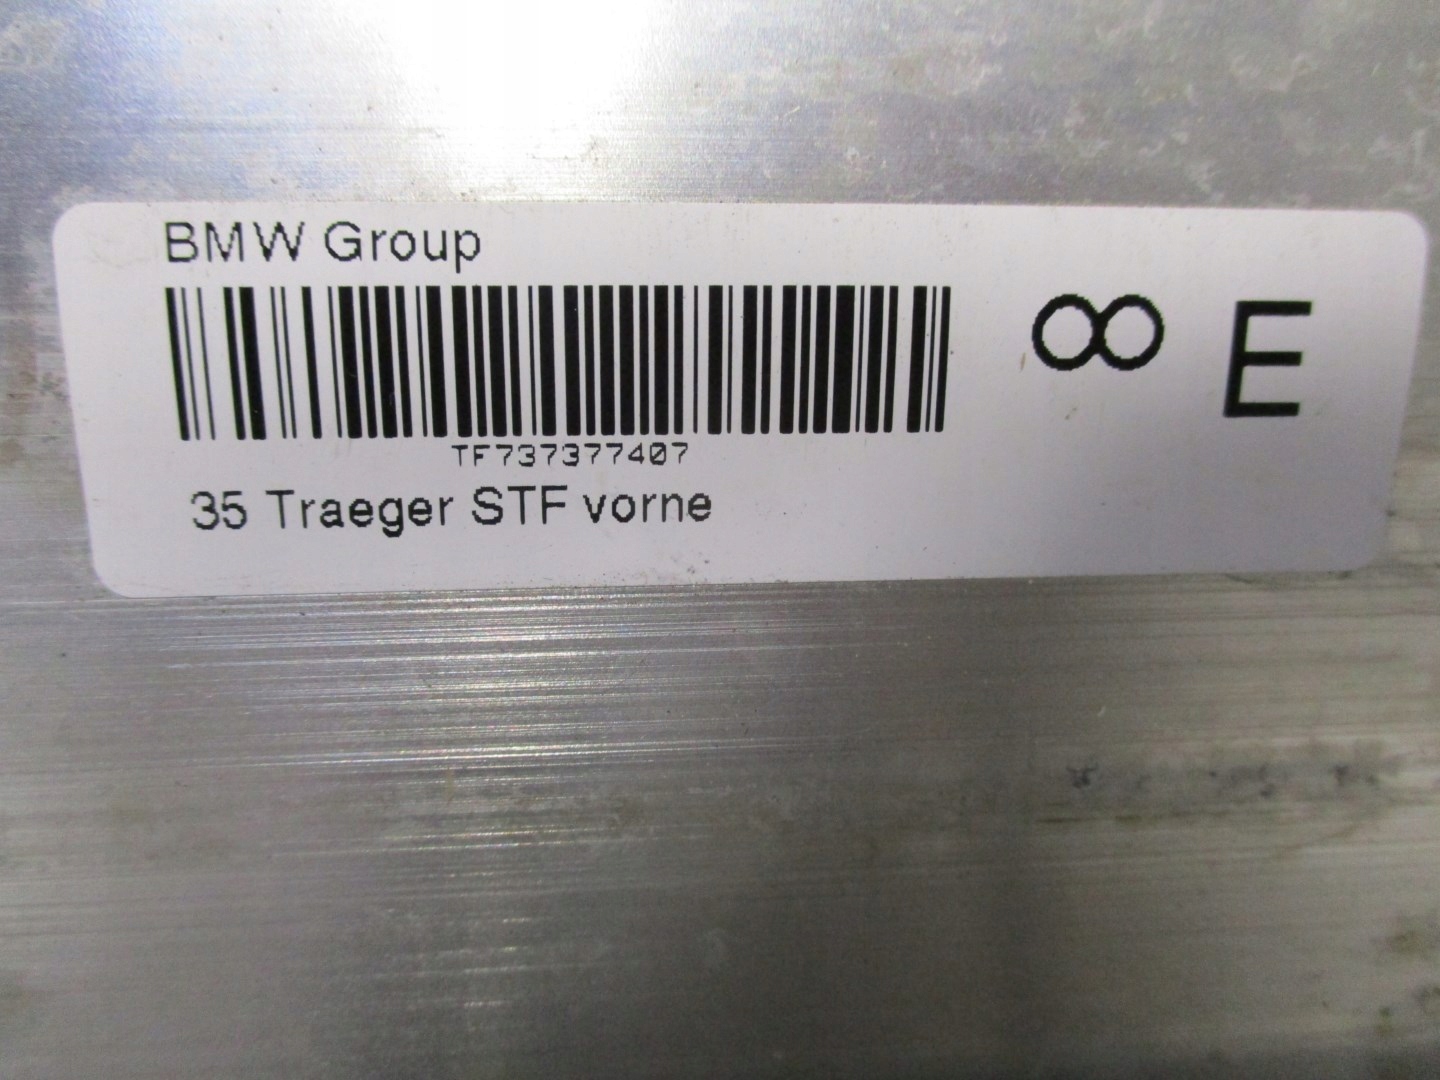 BMW Group
∞ E
TF737377407
35 Traeger STF vorne